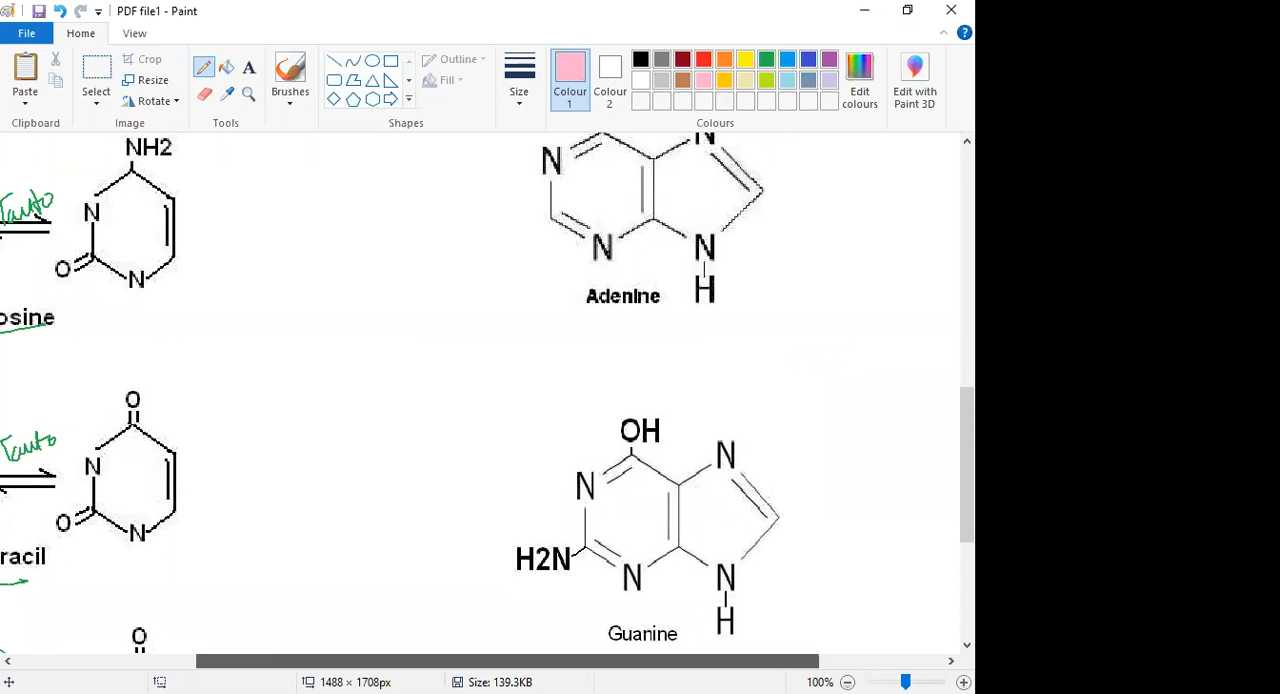 PDF file1 - Paint
File
Home
View
Paste
Clipboard
Select
Crop
Resize
Rotate
Image
A
Tools
Brushes
Outline
Fill
Shapes
Size
Colour
1
Colour
2
Edit
colours
Edit with
Paint 3D
Colours
NH2
Tauto
N
O
N
osine
N
N
N
N
H
Adenine
O
Tauto
N
O
N
racil
O
OH
N
N
H2N
N
N
H
Guanine
1488 × 1708px
Size: 139.3KB
100%